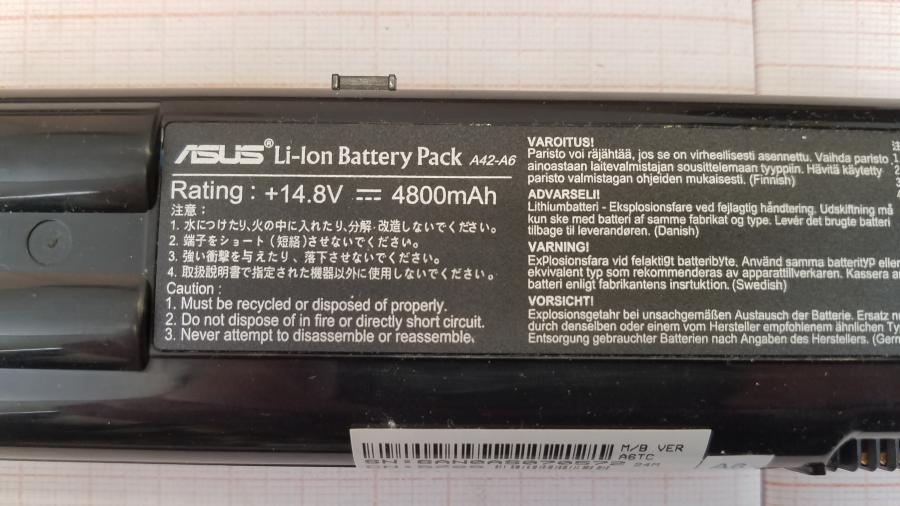 ASUS® Li-Ion Battery Pack A42-A6
Rating : +14.8V ⎓ 4800mAh
注意：
1. 水につけたり,火の中に入れたり,分解・改造しないでください。
2. 端子をショート（短絡）させないでください。
3. 強い衝撃を与えたり、落下させないでください。
4. 取扱説明書で指定された機器以外に使用しないでください。
Caution :
1. Must be recycled or disposed of properly.
2. Do not dispose of in fire or directly short circuit.
3. Never attempt to disassemble or reassemble.
VAROITUS!
Paristo voi räjähtää, jos se on virheellisesti asennettu. Vaihda paristo
ainoastaan laitevalmistajan sousittelemaan tyyppiin. Hävitä käytetty
paristo valmistagan ohjeiden mukaisesti. (Finnish)
ADVARSELI!
Lithiumbatteri - Eksplosionsfare ved fejlagtig håndtering. Udskiftning må
kun ske med batteri af samme fabrikat og type. Levér det brugte batteri
tilbage til leverandøren. (Danish)
VARNING!
Explosionsfara vid felaktigt batteribyte, Använd samma batterityp eller
ekvivalent typ som rekommenderas av apparattillverkaren. Kassera
batteri enligt fabrikantens insrtuktion. (Swedish)
VORSICHT!
Explosionsgetahr bei unsachgemäßen Austausch der Batterie. Ersatz
durch denselben oder einem vom Hersteller empfohlenem ähnlichen
Entsorgung gebrauchter Batterien nach Angaben des Herstellers.
注
1.
2.
3.
M/B VER
A6TC
24M
A6